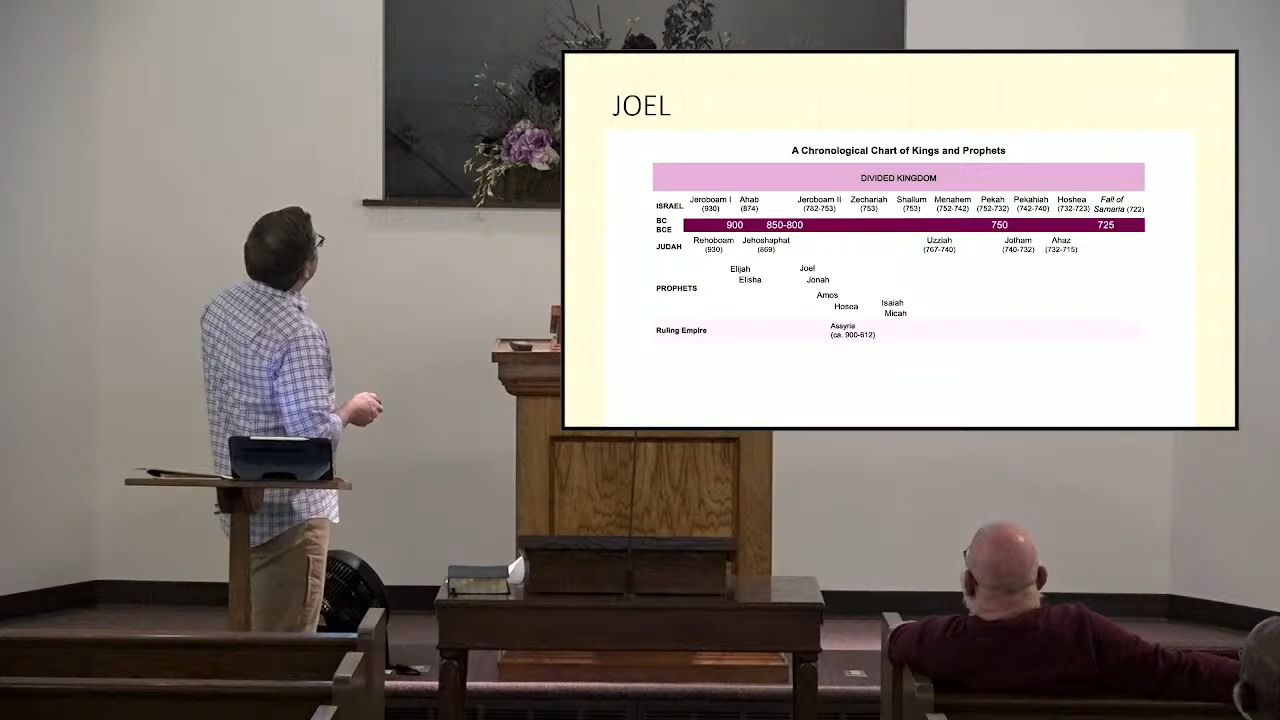 JOEL
A Chronological Chart of Kings and Prophets
DIVIDED KINGDOM
ISRAEL
Jeroboam I (930)
Ahab (874)
Jeroboam II (782-753)
Zechariah (753)
Shallum (753)
Menahem (752-742)
Pekah (752-732)
Pekahiah (742-740)
Hoshea (732-723)
Fall of Samaria (722)
BC
BCE
900
850-800
750
725
JUDAH
Rehoboam (930)
Jehoshaphat (869)
Uzziah (767-740)
Jotham (740-732)
Ahaz (732-715)
PROPHETS
Elijah
Elisha
Joel
Jonah
Amos
Hosea
Isaiah
Micah
Ruling Empire
Assyria
(ca. 900-612)